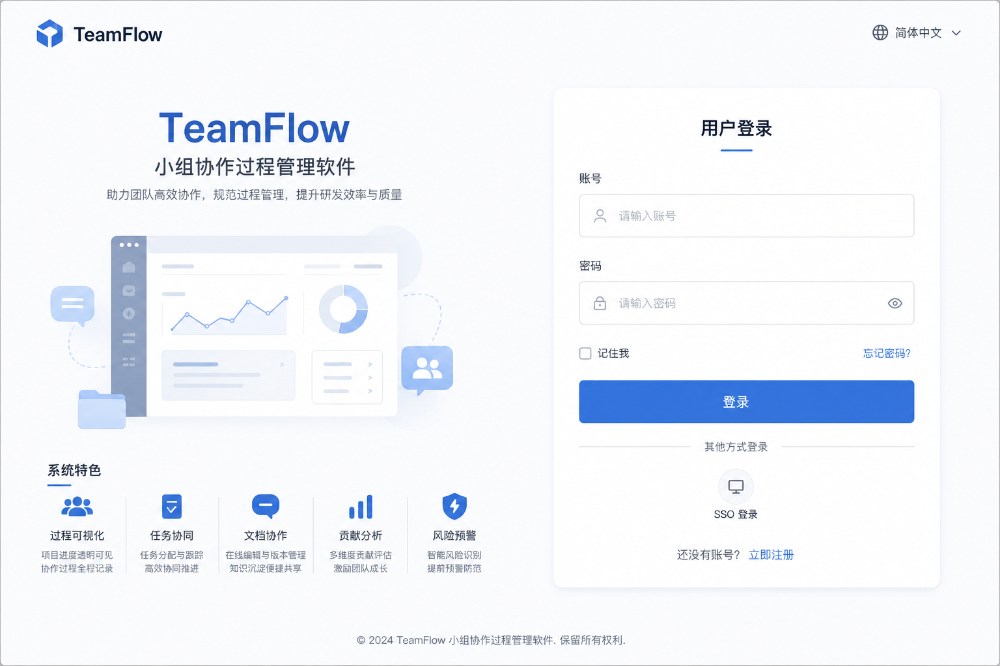 TeamFlow
简体中文
TeamFlow
小组协作过程管理软件
助力团队高效协作，规范过程管理，提升研发效率与质量
系统特色
过程可视化
项目进度透明可见
协作过程全程记录
任务协同
任务分配与跟踪
高效协同推进
文档协作
在线编辑与版本管理
知识沉淀便捷共享
贡献分析
多维度贡献评估
激励团队成长
风险预警
智能风险识别
提前预警防范
用户登录
账号
请输入账号
密码
请输入密码
记住我 忘记密码?
登录
其他方式登录
SSO 登录
还没有账号? 立即注册
© 2024 TeamFlow 小组协作过程管理软件. 保留所有权利.